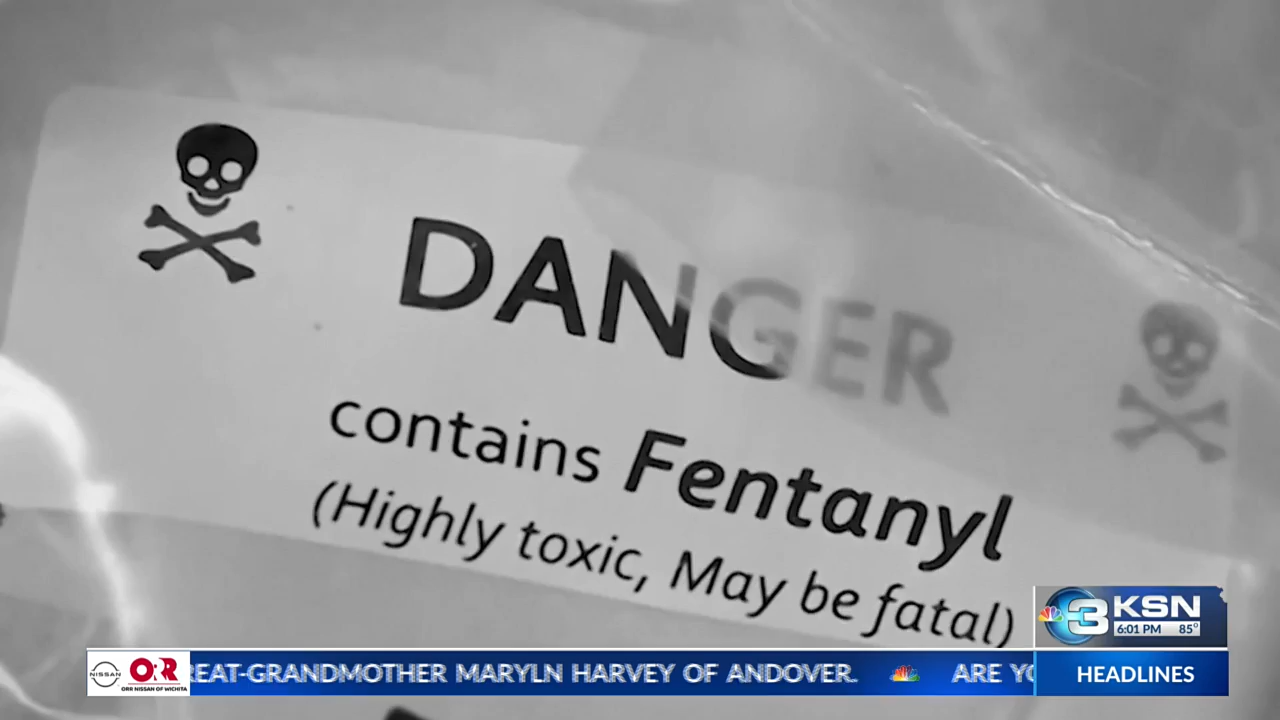 DANGER
contains Fentanyl
(Highly toxic, May be fatal)
3 KSN
6:01 PM 85°
NISSAN
ORR
ORR NISSAN OF WICHITA
REAT-GRANDMOTHER MARYLN HARVEY OF ANDOVER. ARE YO
HEADLINES